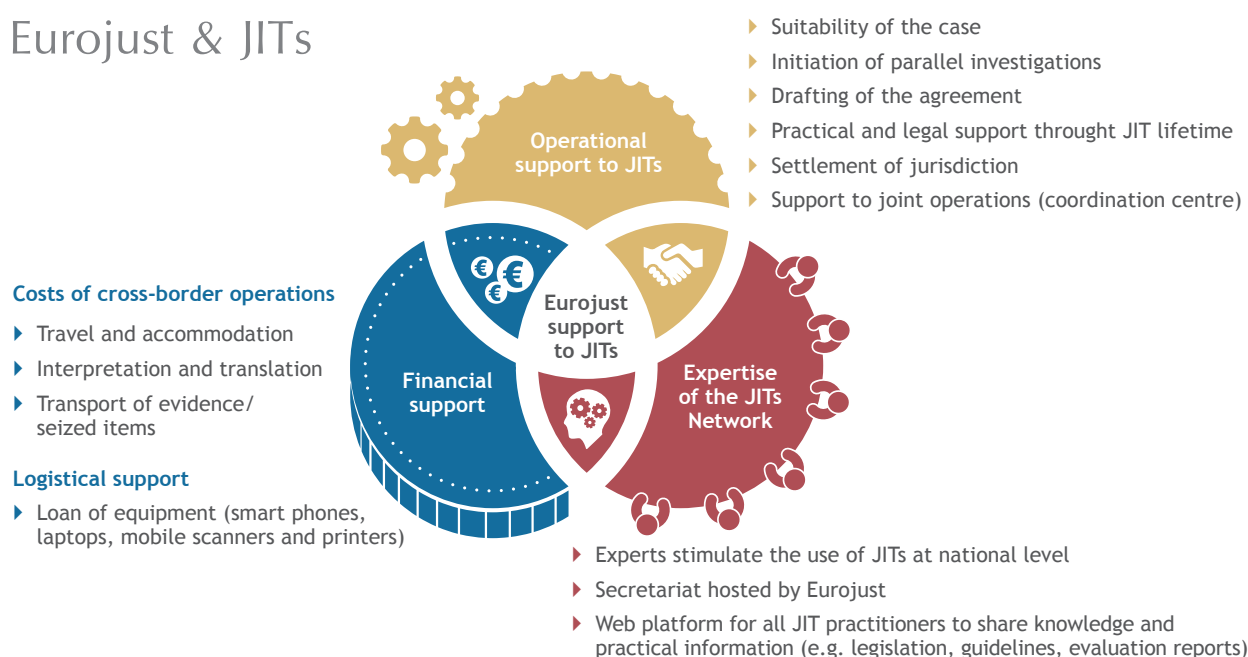 Eurojust & JITs
Suitability of the case
Initiation of parallel investigations
Drafting of the agreement
Practical and legal support throught JIT lifetime
Settlement of jurisdiction
Support to joint operations (coordination centre)
Operational
support to JITs
€ € €
Eurojust
support
to JITs
Financial
support
Expertise
of the JITs
Network
Costs of cross-border operations
Travel and accommodation
Interpretation and translation
Transport of evidence/
seized items
Logistical support
Loan of equipment (smart phones,
laptops, mobile scanners and printers)
Experts stimulate the use of JITs at national level
Secretariat hosted by Eurojust
Web platform for all JIT practitioners to share knowledge and
practical information (e.g. legislation, guidelines, evaluation reports)